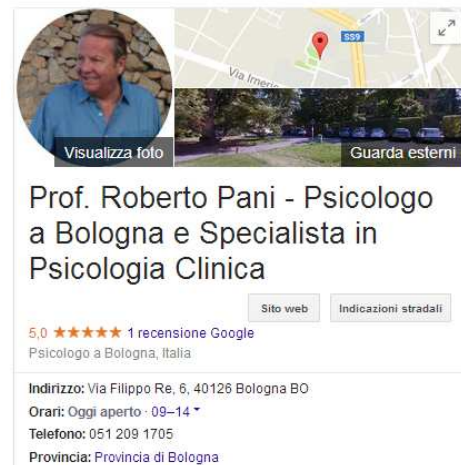 SS9
Via Irnerio
Visualizza foto
Guarda esterni
Prof. Roberto Pani - Psicologo
a Bologna e Specialista in
Psicologia Clinica
Sito web
Indicazioni stradali
5,0 ★★★★★ 1 recensione Google
Psicologo a Bologna, Italia
Indirizzo: Via Filippo Re, 6, 40126 Bologna BO
Orari: Oggi aperto · 09–14
Telefono: 051 209 1705
Provincia: Provincia di Bologna